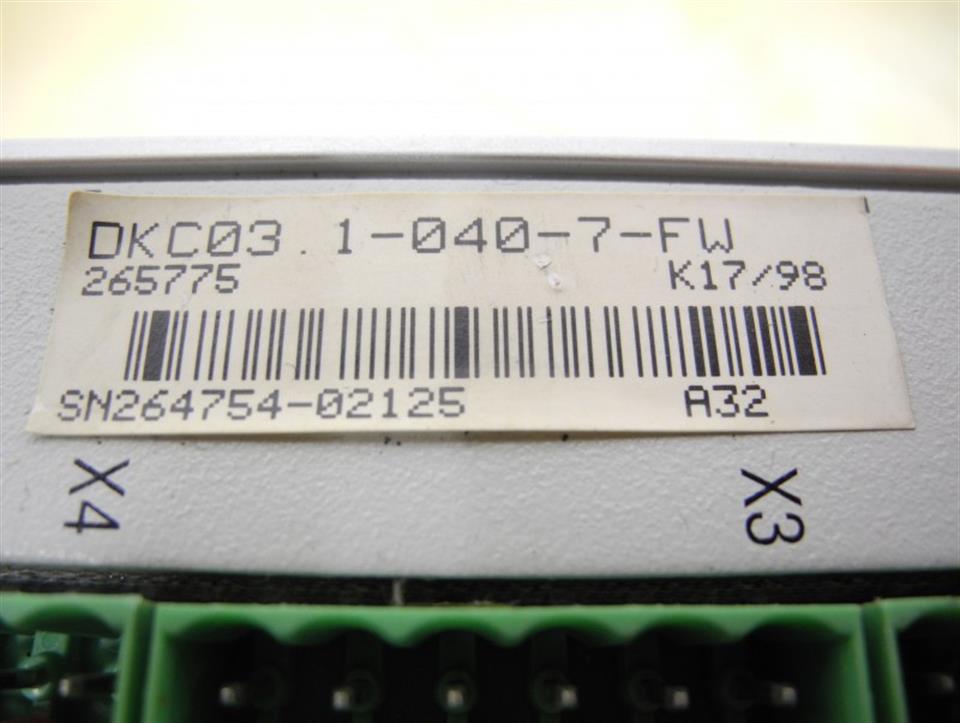 DKC03.1-040-7-FW
265775 K17/98
SN264754-02125 A32
X4 X3